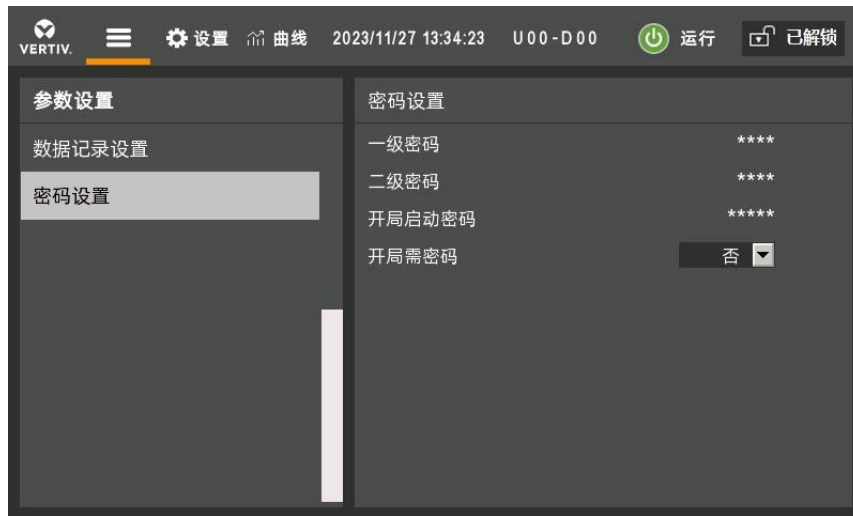 VERTIV. 设置 曲线 2023/11/27 13:34:23 U00-D00 运行 已解锁
参数设置
数据记录设置
密码设置
密码设置
一级密码 ****
二级密码 ****
开局启动密码 *****
开局需密码 否